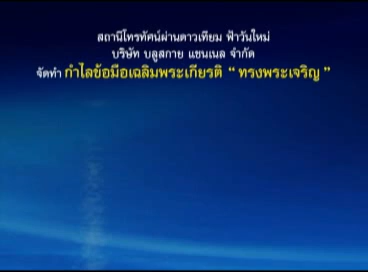 สถานีโทรทัศน์ผ่านดาวเทียม ฟ้าวันใหม่
บริษัท บลูสกาย แชนแนล จำกัด
จัดทำ กำไลข้อมือเฉลิมพระเกียรติ “ ทรงพระเจริญ ”